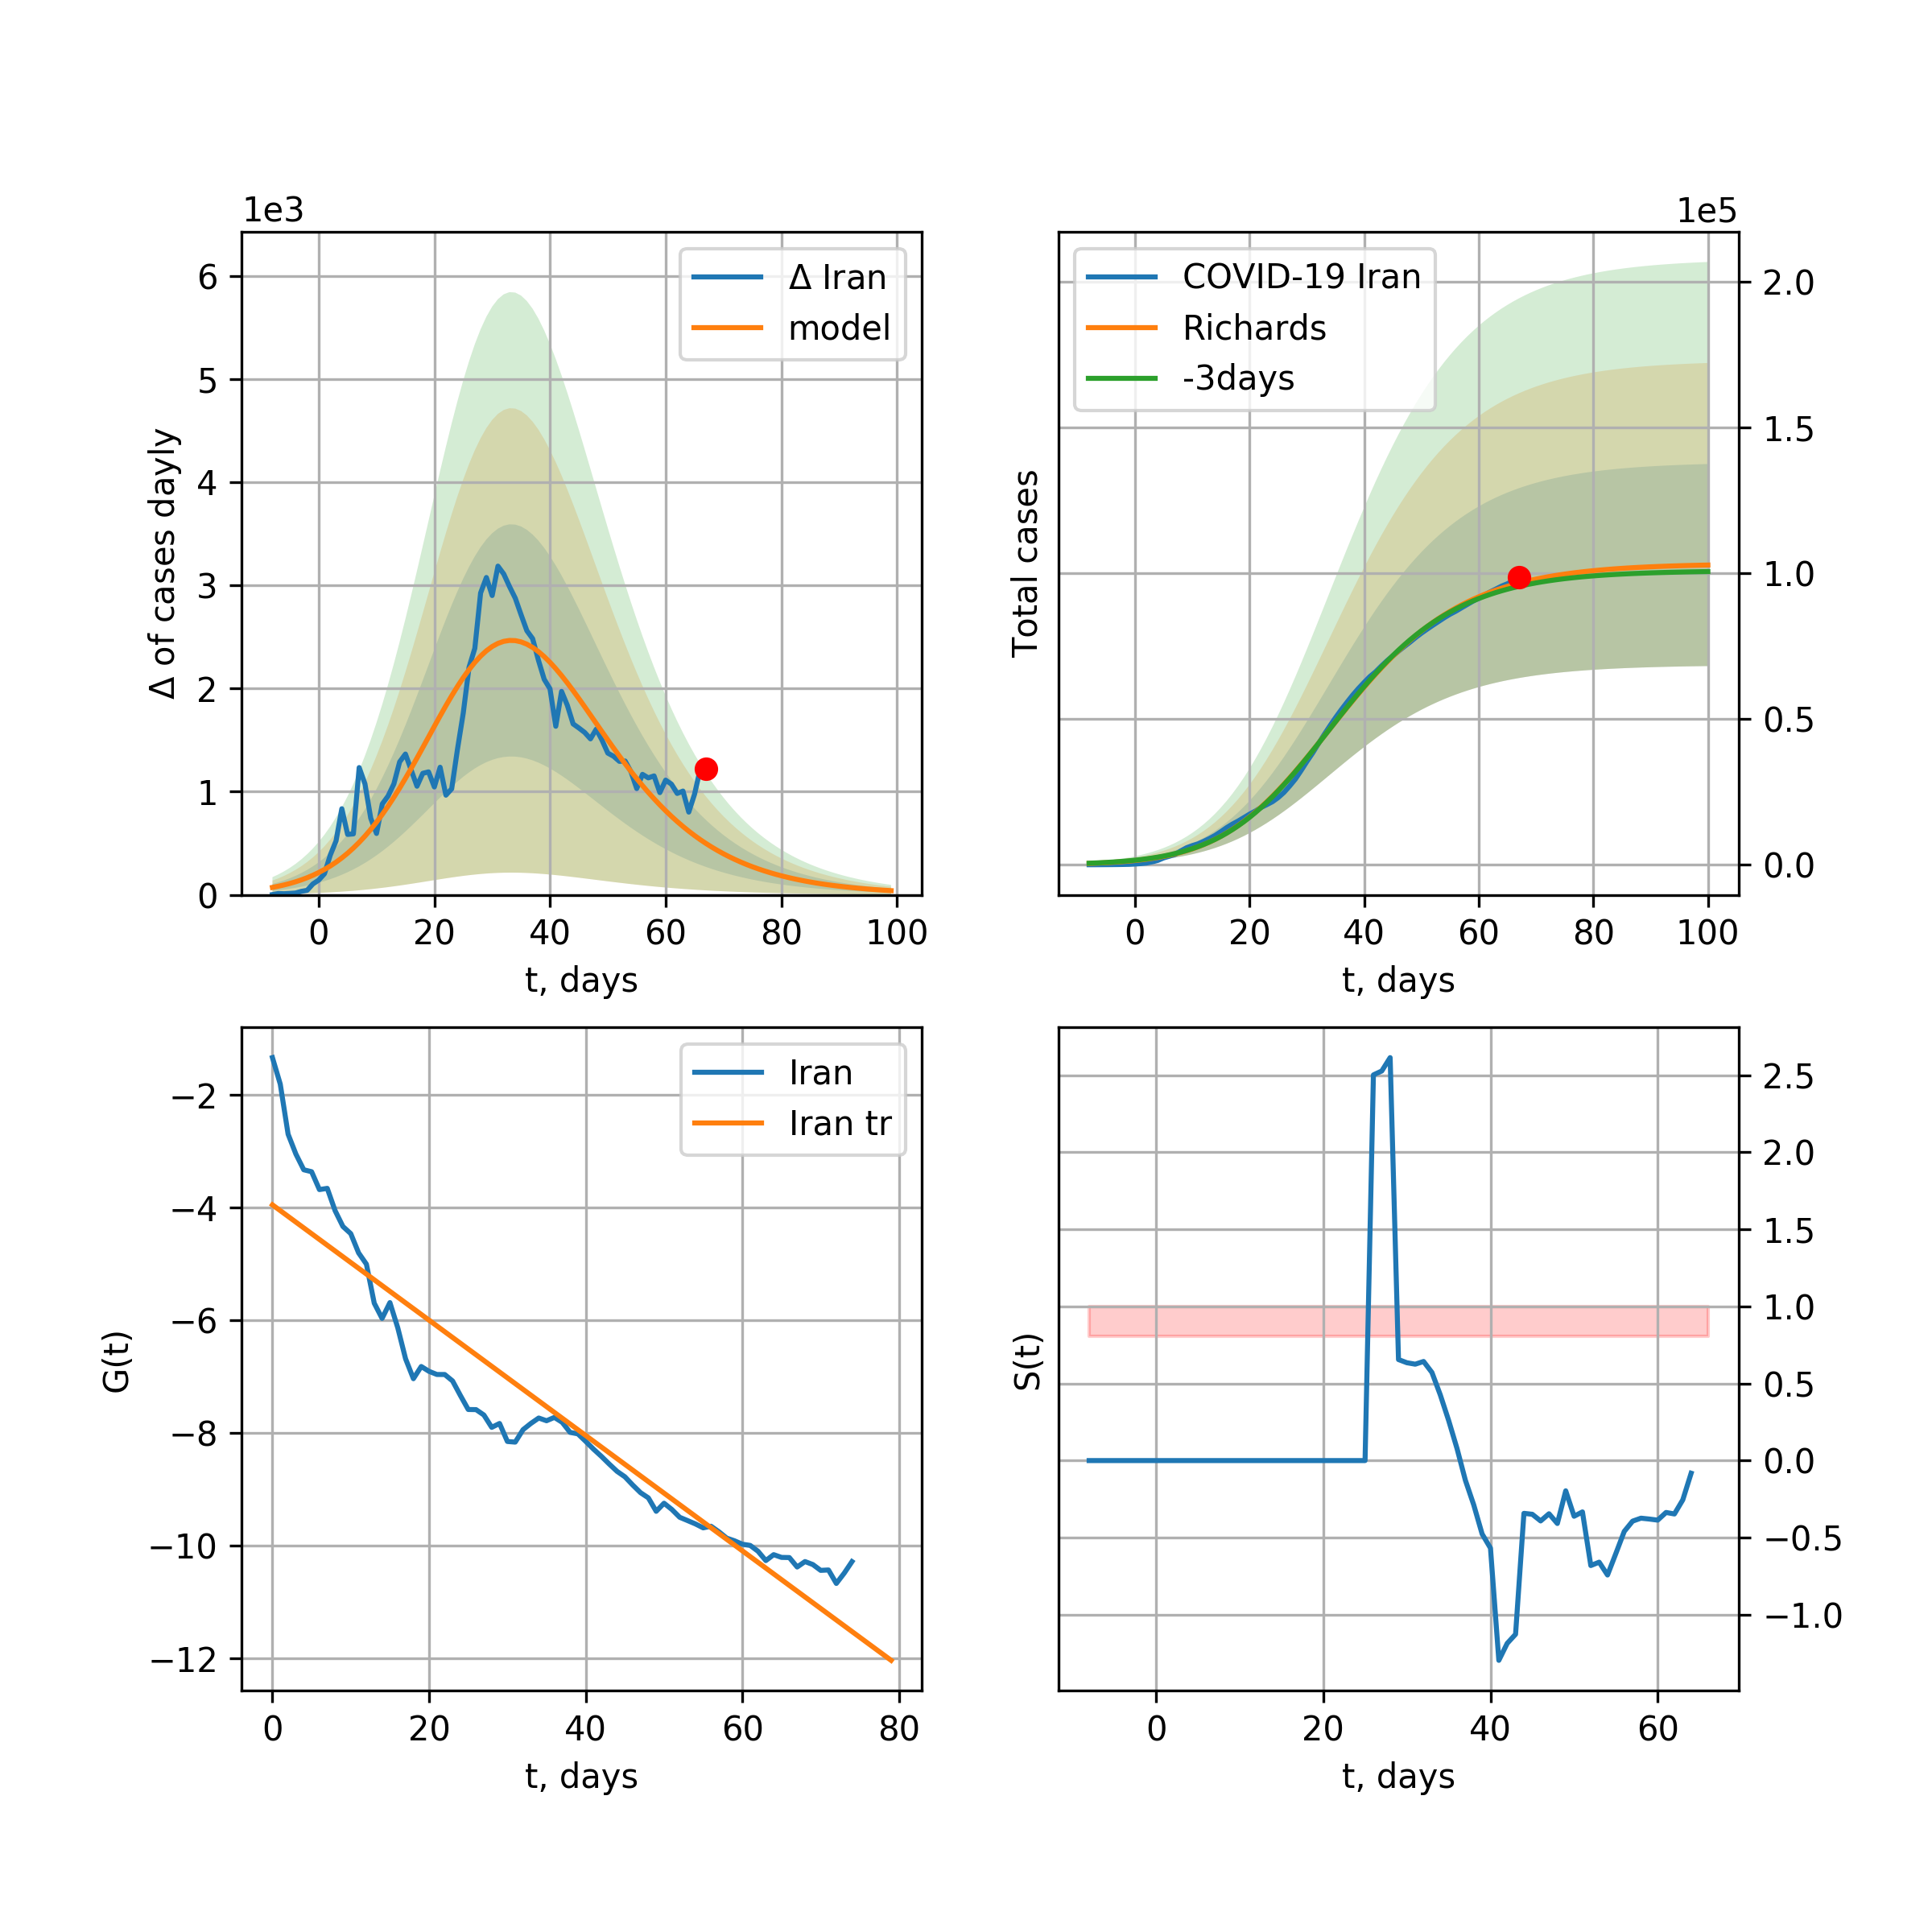 1e3
Δ Iran
model
6
5
4
3
2
1
0
Δ of cases dayly
0 20 40 60 80 100
t, days
1e5
COVID-19 Iran
Richards
-3days
2.0
1.5
1.0
0.5
0.0
Total cases
0 20 40 60 80 100
t, days
Iran
Iran tr
−2
−4
−6
−8
−10
−12
G(t)
0 20 40 60 80
t, days
2.5
2.0
1.5
1.0
0.5
0.0
−0.5
−1.0
S(t)
0 20 40 60
t, days